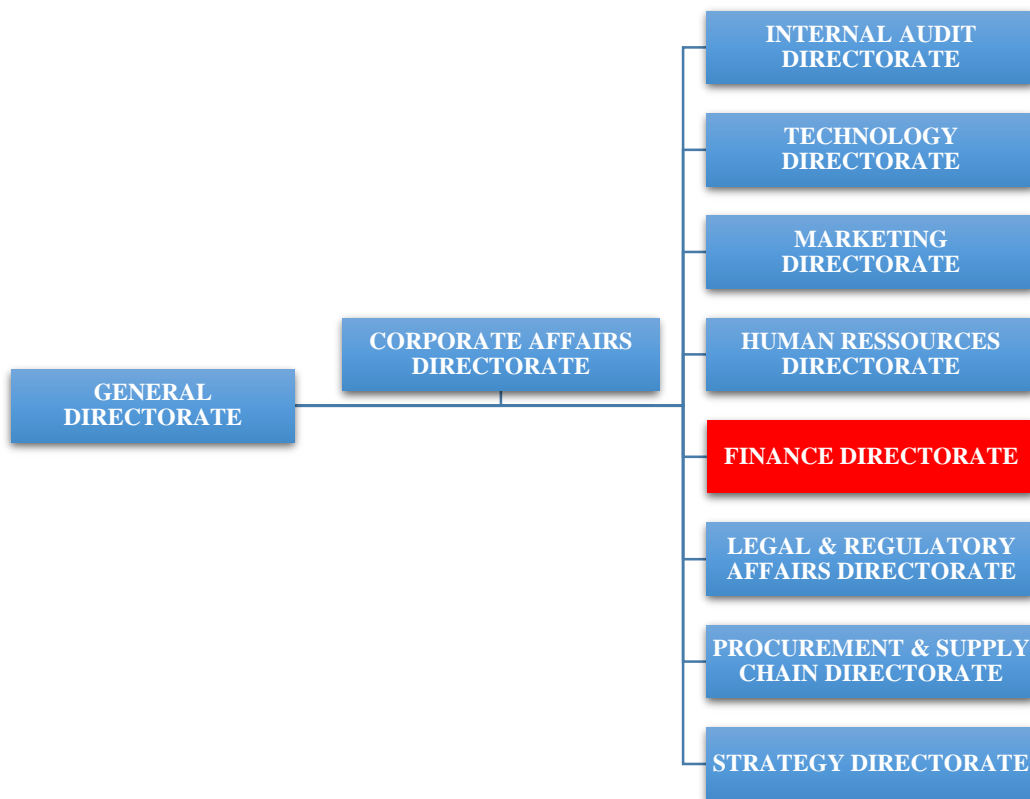 INTERNAL AUDIT
DIRECTORATE
TECHNOLOGY
DIRECTORATE
MARKETING
DIRECTORATE
CORPORATE AFFAIRS
DIRECTORATE
HUMAN RESSOURCES
DIRECTORATE
GENERAL
DIRECTORATE
FINANCE DIRECTORATE
LEGAL & REGULATORY
AFFAIRS DIRECTORATE
PROCUREMENT & SUPPLY
CHAIN DIRECTORATE
STRATEGY DIRECTORATE